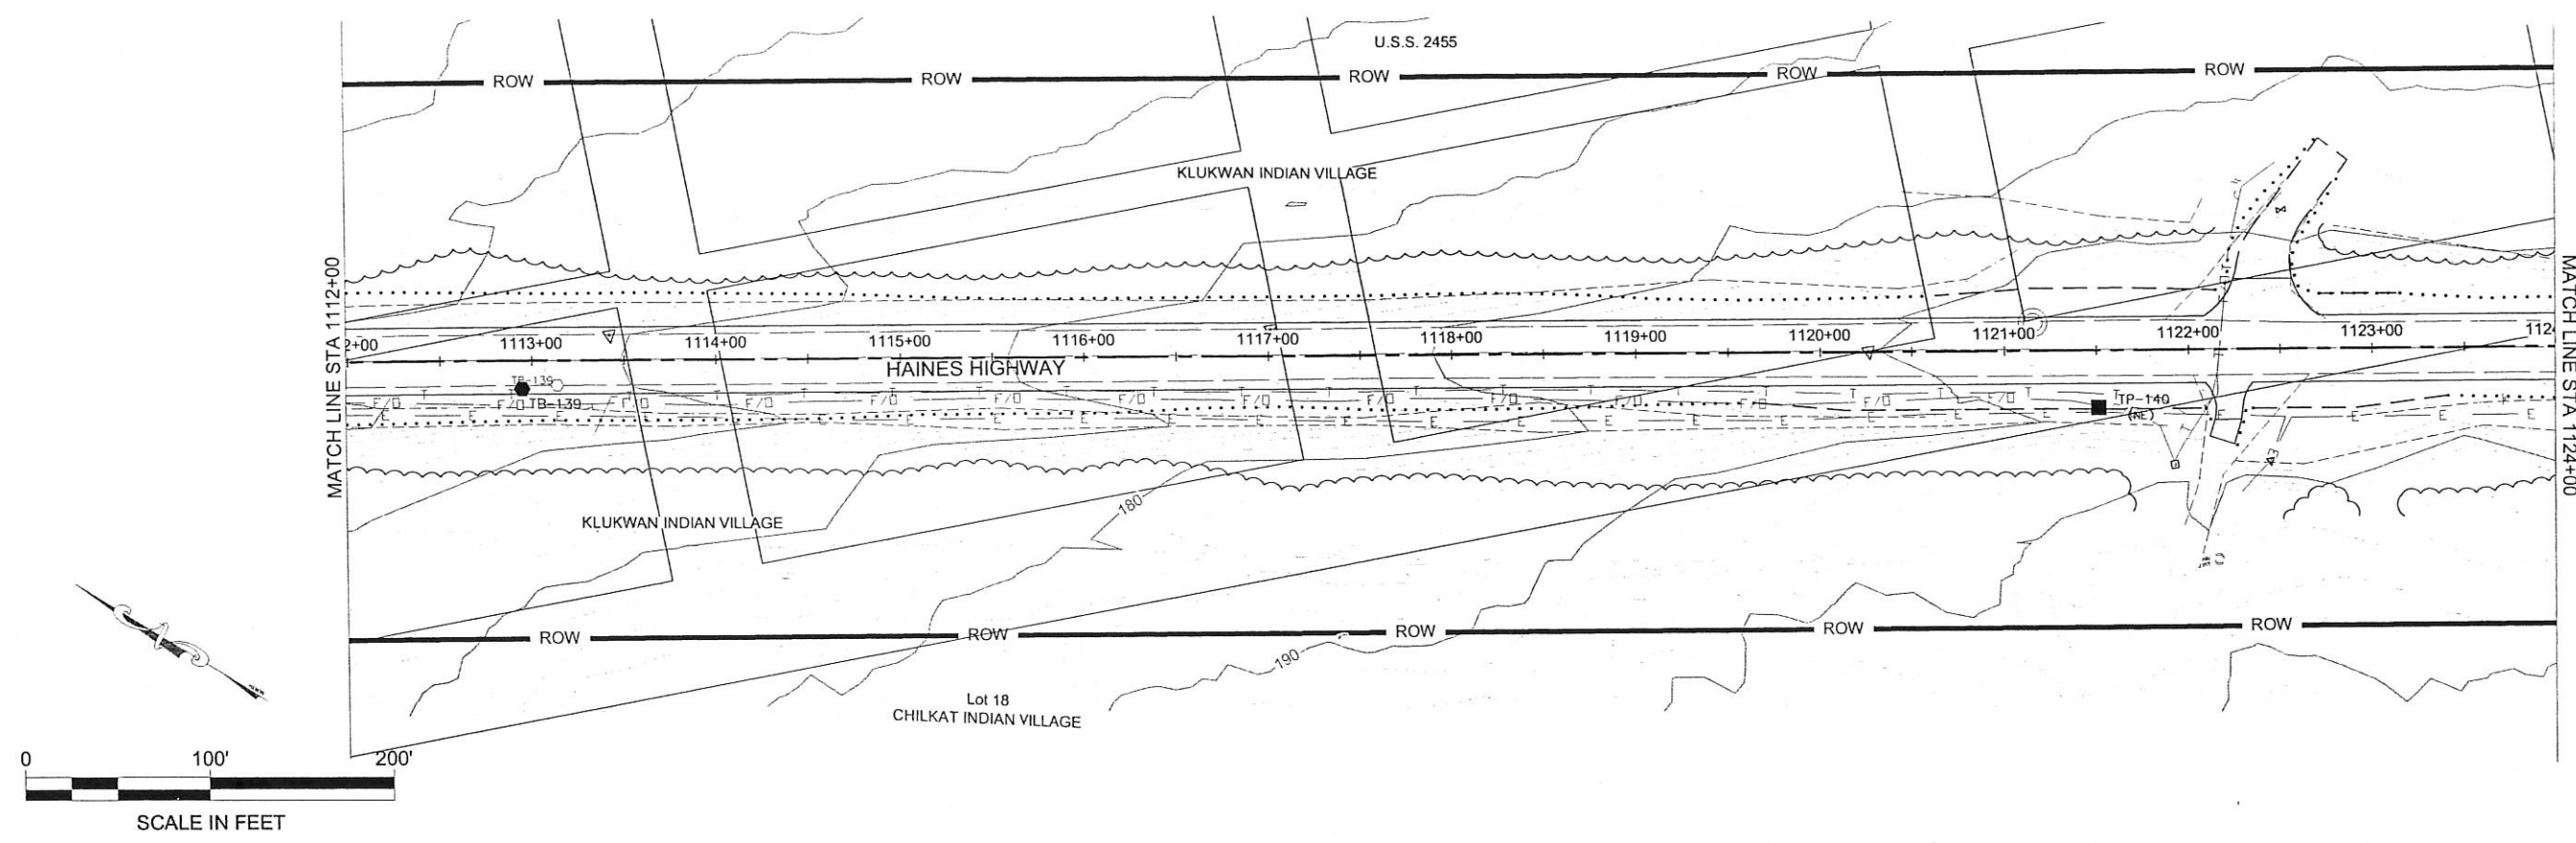 U.S.S. 2455
ROW ROW ROW ROW ROW
KLUKWAN INDIAN VILLAGE
MATCH LINE STA 1112+00
MATCH LINE STA 1124+00
2+00 1113+00 1114+00 1115+00 1116+00 1117+00 1118+00 1119+00 1120+00 1121+00 1122+00 1123+00 1124
HAINES HIGHWAY
TB-139
TB-139
TP-140
(NE)
T T T T T T T T T T T T
F/O F/O F/O F/O F/O F/O F/O F/O F/O F/O F/O F/O F/O F/O
E E E E E E E E E E E E E E E E
180
KLUKWAN INDIAN VILLAGE
ROW ROW ROW ROW ROW
190
Lot 18
CHILKAT INDIAN VILLAGE
0 100' 200'
SCALE IN FEET